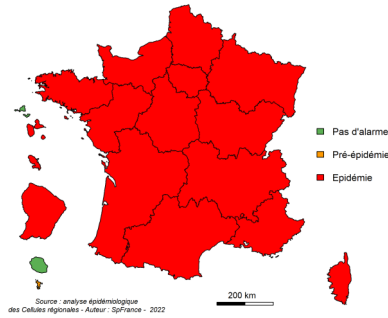 Pas d'alarme
Pré-épidémie
Epidémie
200 km
Source : analyse épidémiologique
des Cellules régionales - Auteur : SpFrance - 2022